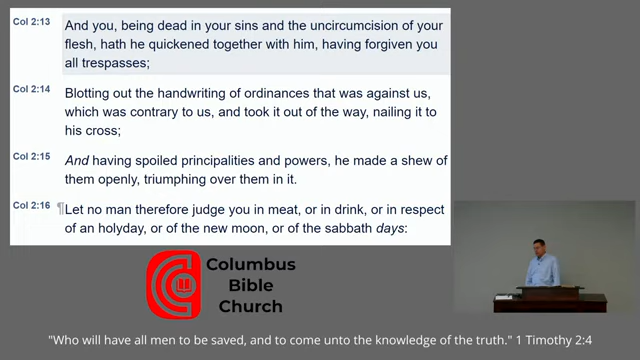 Col 2:13 And you, being dead in your sins and the uncircumcision of your
flesh, hath he quickened together with him, having forgiven you
all trespasses;
Col 2:14 Blotting out the handwriting of ordinances that was against us,
which was contrary to us, and took it out of the way, nailing it to
his cross;
Col 2:15 And having spoiled principalities and powers, he made a shew of
them openly, triumphing over them in it.
Col 2:16 ¶Let no man therefore judge you in meat, or in drink, or in respect
of an holyday, or of the new moon, or of the sabbath days:
Columbus
Bible
Church
"Who will have all men to be saved, and to come unto the knowledge of the truth." 1 Timothy 2:4